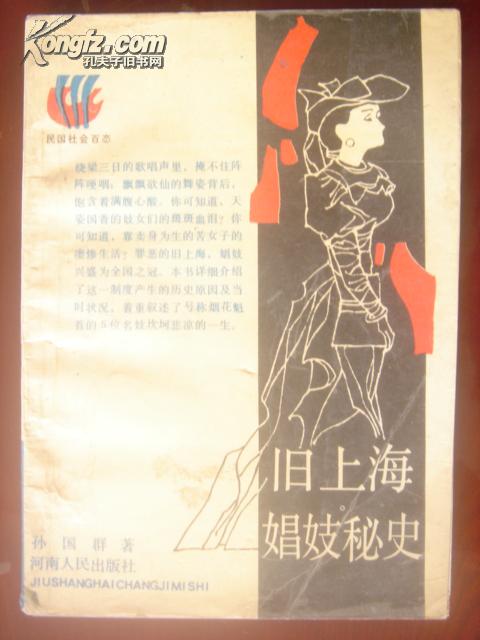 Kongfz.com
孔夫子旧书网
民国社会百态
绕梁三日的歌唱声里，掩不住阵
阵哽咽；飘飘欲仙的舞姿背后，
饱含着满腹心酸。你可知道，天
姿国香的妓女们的斑斑血泪？你
可知道，靠卖身为生的苦女子的
凄惨生活？罪恶的旧上海，娼妓
兴盛为全国之冠。本书详细介绍
了这一制度产生的历史原因及当
时状况，着重叙述了号称烟花魁
首的5位名妓坎坷悲凉的一生。
旧上海
娼妓秘史
孙国群著
河南人民出版社
JIUSHANGHAICHANGJIMISHI